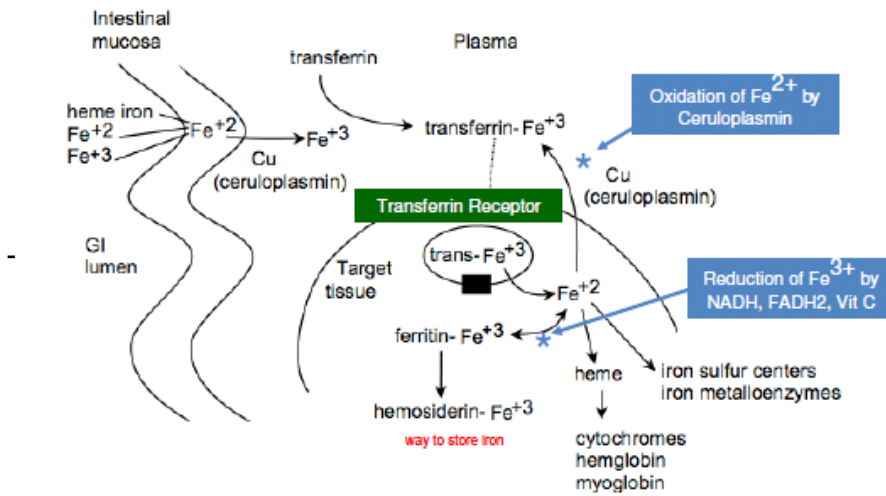 Intestinal
mucosa
Plasma
transferrin
heme iron
Fe+2
Fe+3
Fe+2
Fe+3
Cu
(ceruloplasmin)
transferrin-Fe+3
Oxidation of Fe2+ by
Ceruloplasmin
*
Cu
(ceruloplasmin)
Transferrin Receptor
-
GI
lumen
Target
tissue
trans-Fe+3
Fe+2
Reduction of Fe3+ by
NADH, FADH2, Vit C
*
ferritin-Fe+3
heme
iron sulfur centers
iron metalloenzymes
hemosiderin-Fe+3
way to store iron
cytochromes
hemglobin
myoglobin